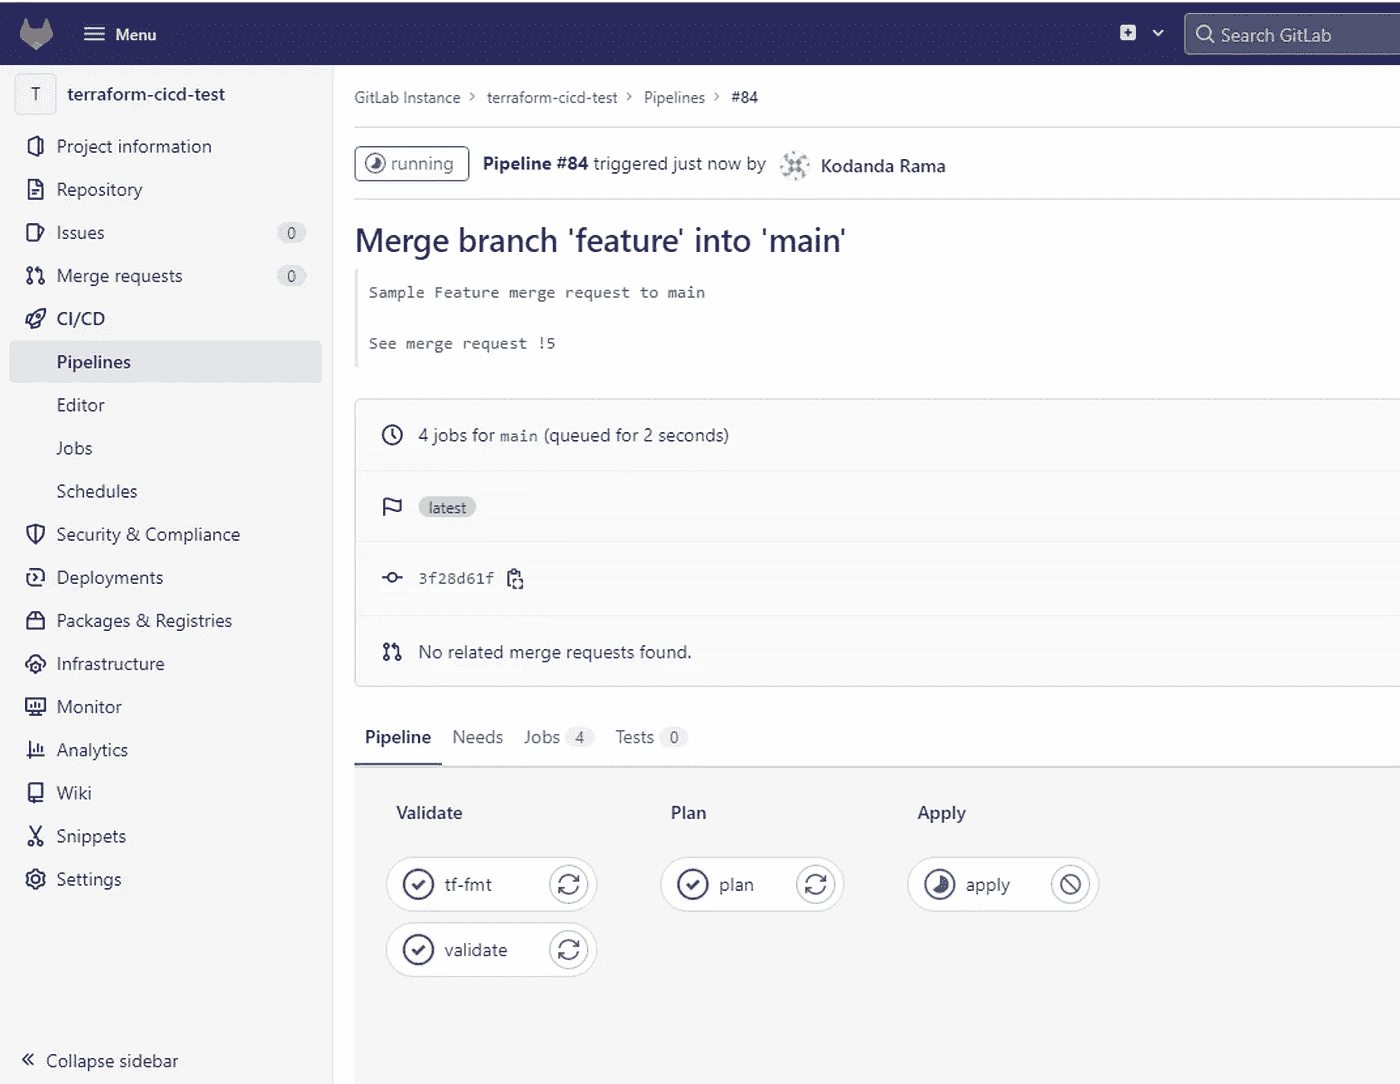 Menu
Search GitLab
T terraform-cicd-test
Project information
Repository
Issues 0
Merge requests 0
CI/CD
Pipelines
Editor
Jobs
Schedules
Security & Compliance
Deployments
Packages & Registries
Infrastructure
Monitor
Analytics
Wiki
Snippets
Settings
Collapse sidebar
GitLab Instance > terraform-cicd-test > Pipelines > #84
running Pipeline #84 triggered just now by Kodanda Rama
Merge branch 'feature' into 'main'
Sample Feature merge request to main
See merge request !5
4 jobs for main (queued for 2 seconds)
latest
3f28d61f
No related merge requests found.
Pipeline Needs Jobs 4 Tests 0
Validate Plan Apply
tf-fmt plan apply
validate